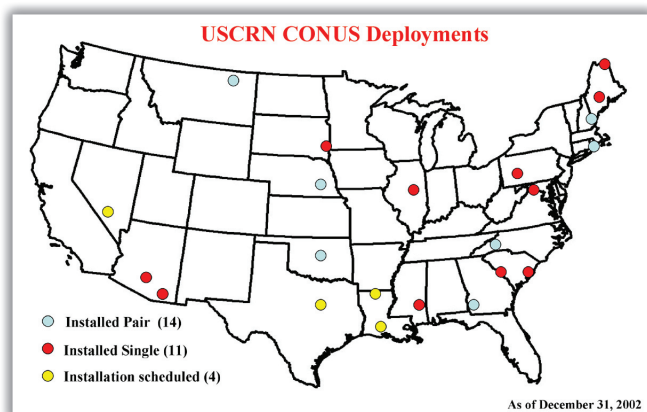 USCRN CONUS Deployments
Installed Pair (14)
Installed Single (11)
Installation scheduled (4)
As of December 31, 2002